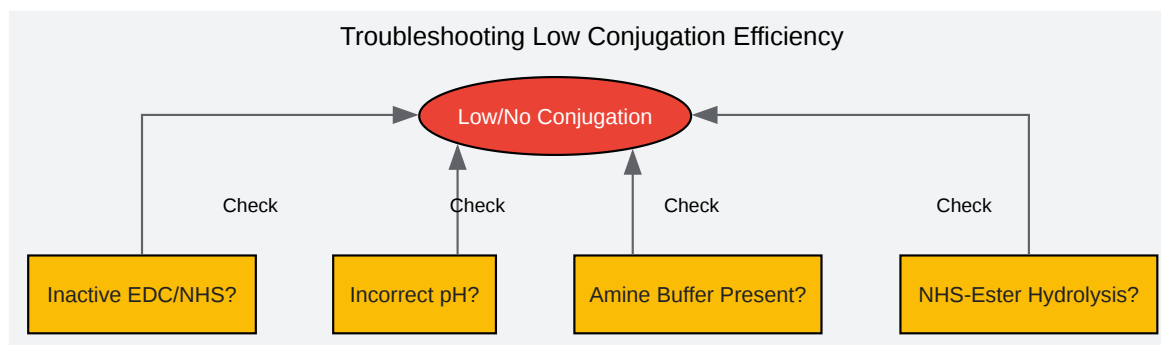 Troubleshooting Low Conjugation Efficiency
Low/No Conjugation
Check
Check
Check
Check
Inactive EDC/NHS?
Incorrect pH?
Amine Buffer Present?
NHS-Ester Hydrolysis?